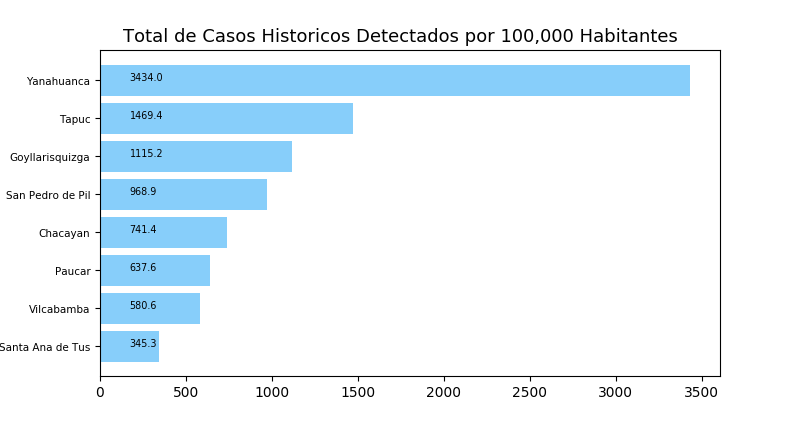 Total de Casos Historicos Detectados por 100,000 Habitantes
Yanahuanca 3434.0
Tapuc 1469.4
Goyllarisquizga 1115.2
San Pedro de Pil 968.9
Chacayan 741.4
Paucar 637.6
Vilcabamba 580.6
Santa Ana de Tus 345.3
0 500 1000 1500 2000 2500 3000 3500